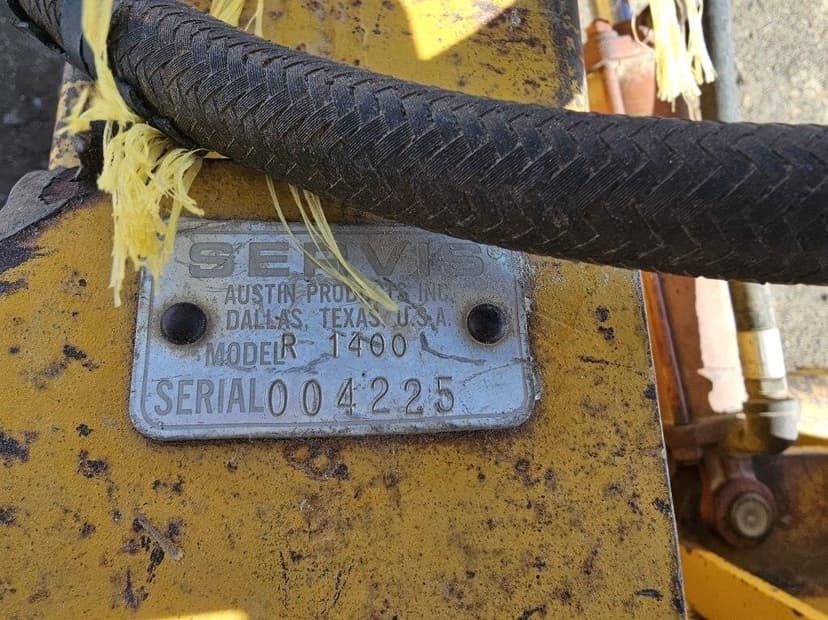 SERVIS®
AUSTIN PRODUCTS INC.
DALLAS, TEXAS, U.S.A.
MODEL R 1400
SERIAL 004225